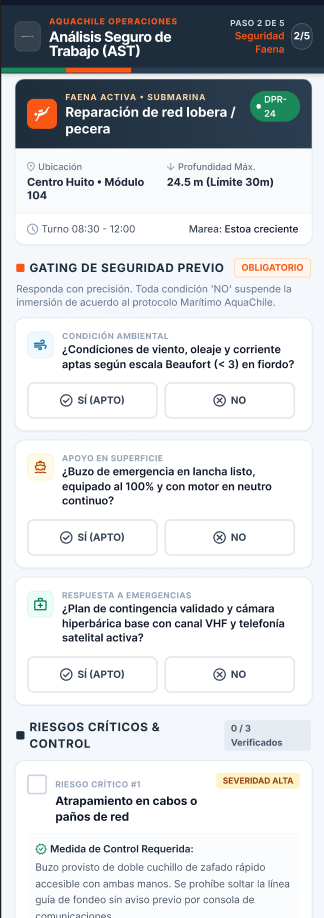 AQUACHILE OPERACIONES
Análisis Seguro de
Trabajo (AST)
PASO 2 DE 5
Seguridad
Faena
2/5
FAENA ACTIVA • SUBMARINA
Reparación de red lobera /
pecera
DPR-
24
Ubicación
Centro Huito • Módulo
104
Profundidad Máx.
24.5 m (Límite 30m)
Turno 08:30 - 12:00
Marea: Estoa creciente
GATING DE SEGURIDAD PREVIO
OBLIGATORIO
Responda con precisión. Toda condición 'NO' suspende la
inmersión de acuerdo al protocolo Marítimo AquaChile.
CONDICIÓN AMBIENTAL
¿Condiciones de viento, oleaje y corriente
aptas según escala Beaufort (< 3) en fiordo?
SÍ (APTO)
NO
APOYO EN SUPERFICIE
¿Buzo de emergencia en lancha listo,
equipado al 100% y con motor en neutro
continuo?
SÍ (APTO)
NO
RESPUESTA A EMERGENCIAS
¿Plan de contingencia validado y cámara
hiperbárica base con canal VHF y telefonía
satelital activa?
SÍ (APTO)
NO
RIESGOS CRÍTICOS &
CONTROL
0 / 3
Verificados
RIESGO CRÍTICO #1
SEVERIDAD ALTA
Atrapamiento en cabos o
paños de red
Medida de Control Requerida:
Buzo provisto de doble cuchillo de zafado rápido
accesible con ambas manos. Se prohíbe soltar la línea
guía de fondeo sin aviso previo por consola de
comunicaciones.